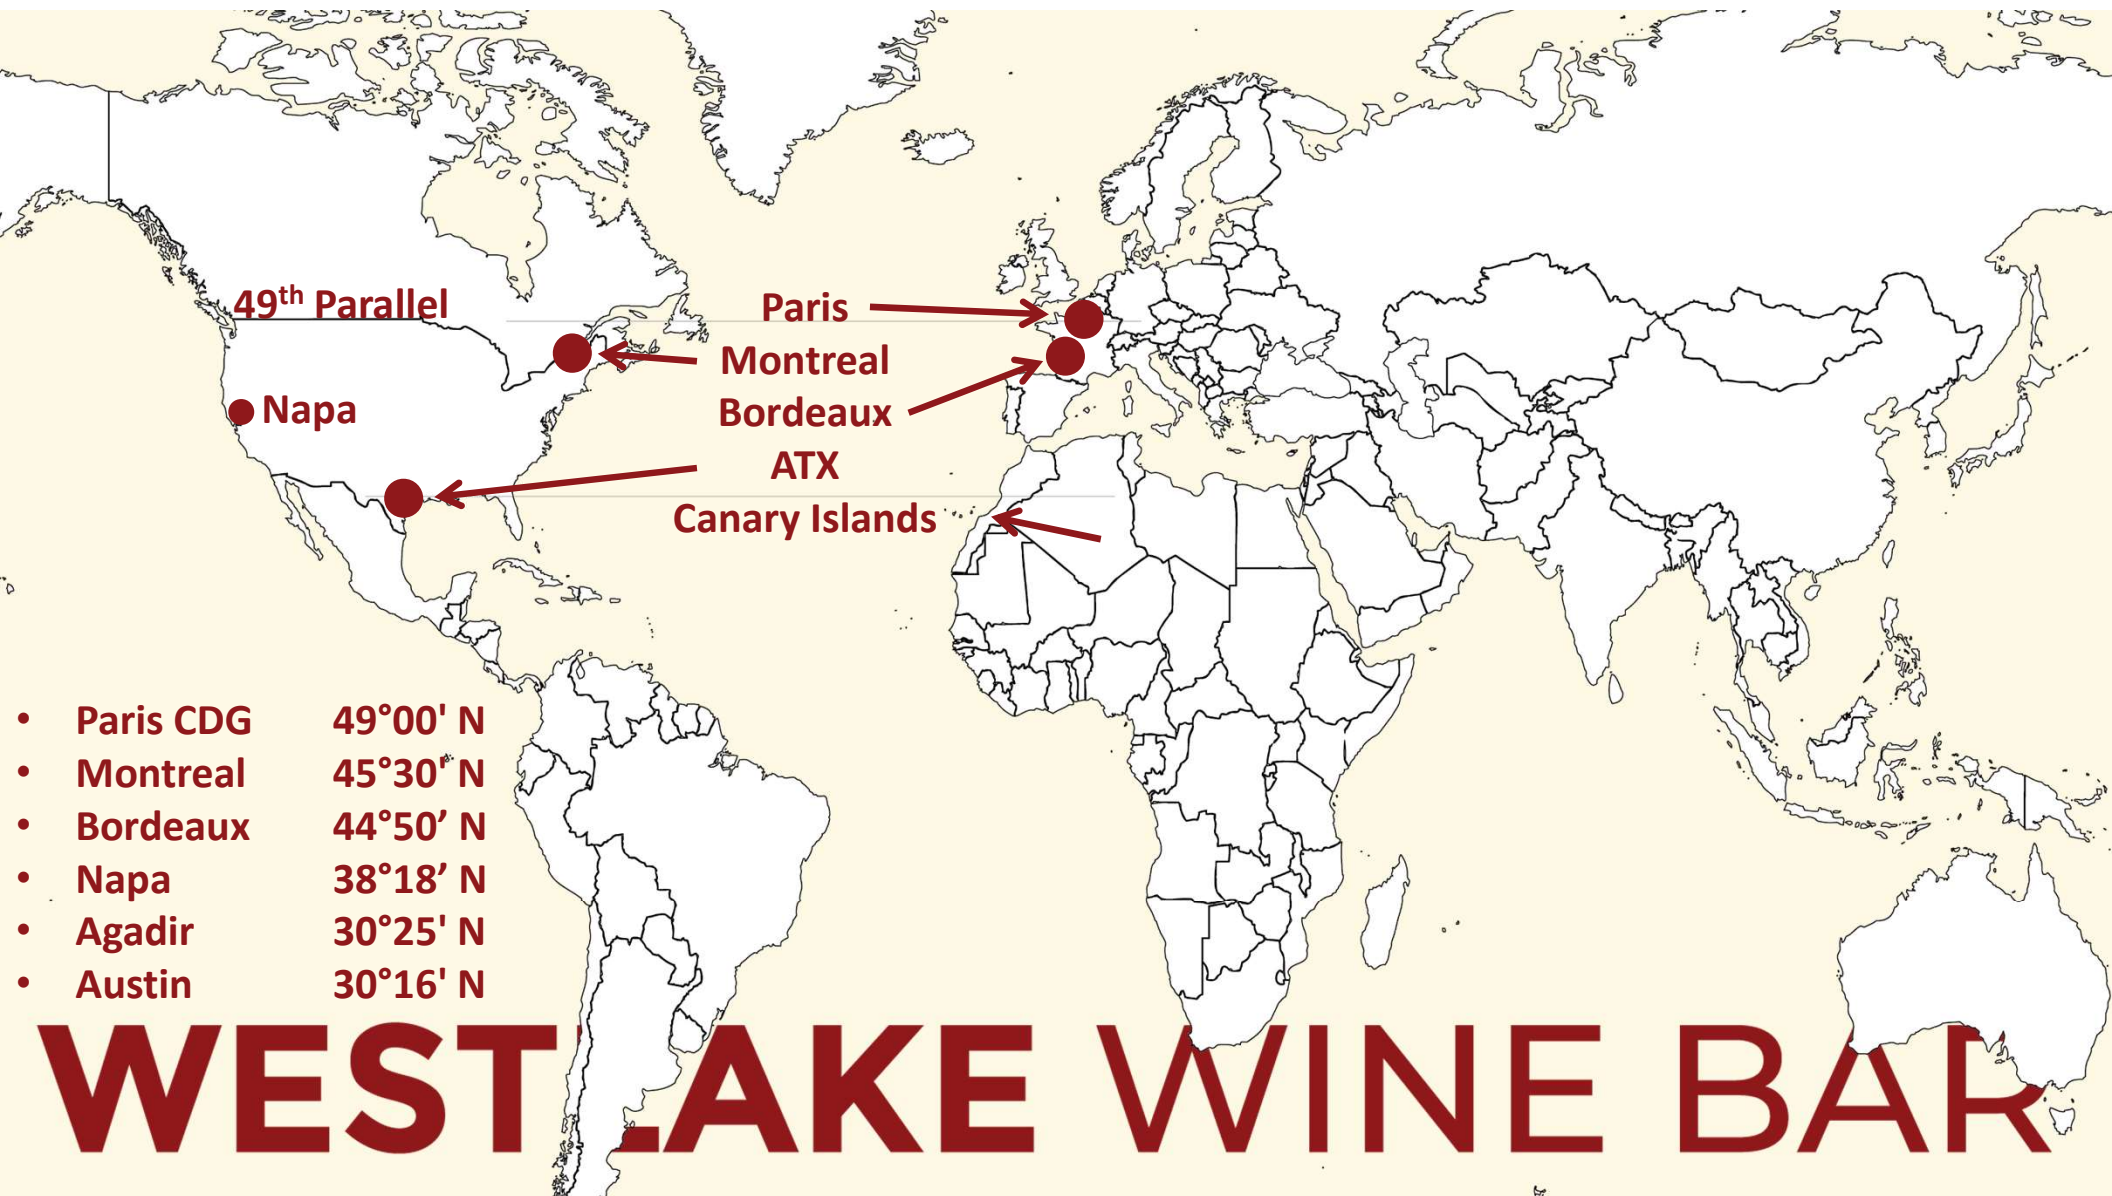 49th Parallel
Paris
Montreal
Napa
Bordeaux
ATX
Canary Islands
• Paris CDG 49°00' N
• Montreal 45°30' N
• Bordeaux 44°50’ N
• Napa 38°18’ N
• Agadir 30°25' N
• Austin 30°16' N
WESTLAKE WINE BAR